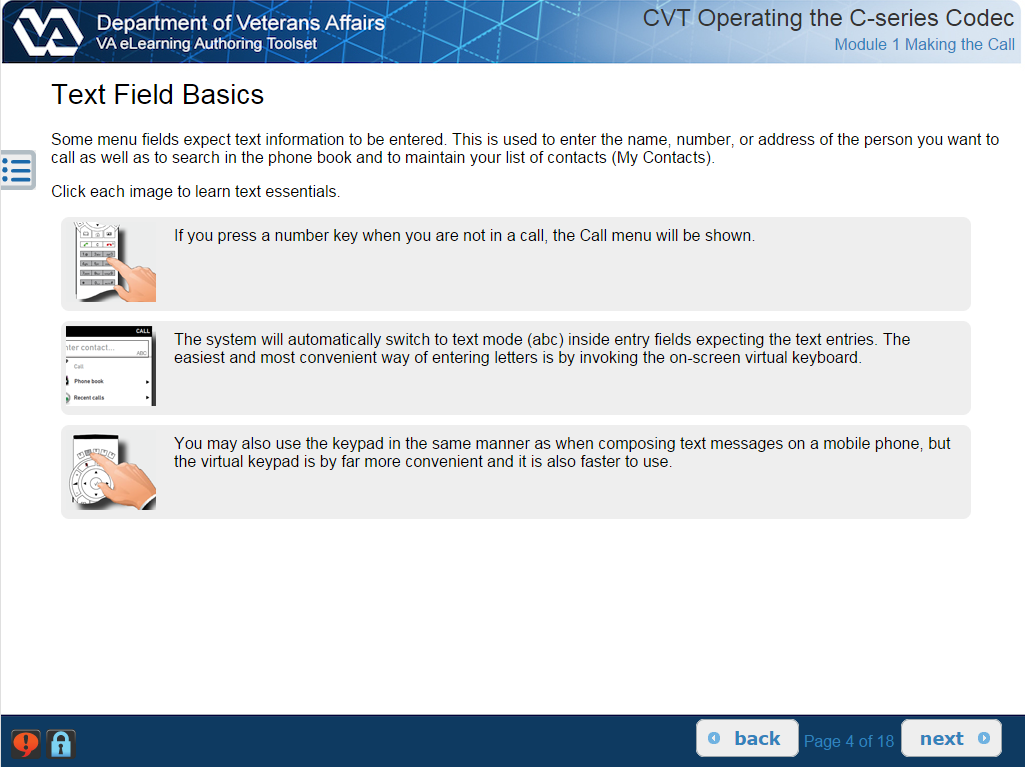 Department of Veterans Affairs
VA eLearning Authoring Toolset
CVT Operating the C-series Codec
Module 1 Making the Call
Text Field Basics
Some menu fields expect text information to be entered. This is used to enter the name, number, or address of the person you want to
call as well as to search in the phone book and to maintain your list of contacts (My Contacts).
Click each image to learn text essentials.
If you press a number key when you are not in a call, the Call menu will be shown.
CALL
nter contact...
ABC
Call
Phone book
Recent calls
The system will automatically switch to text mode (abc) inside entry fields expecting the text entries. The
easiest and most convenient way of entering letters is by invoking the on-screen virtual keyboard.
You may also use the keypad in the same manner as when composing text messages on a mobile phone, but
the virtual keypad is by far more convenient and it is also faster to use.
back
Page 4 of 18
next